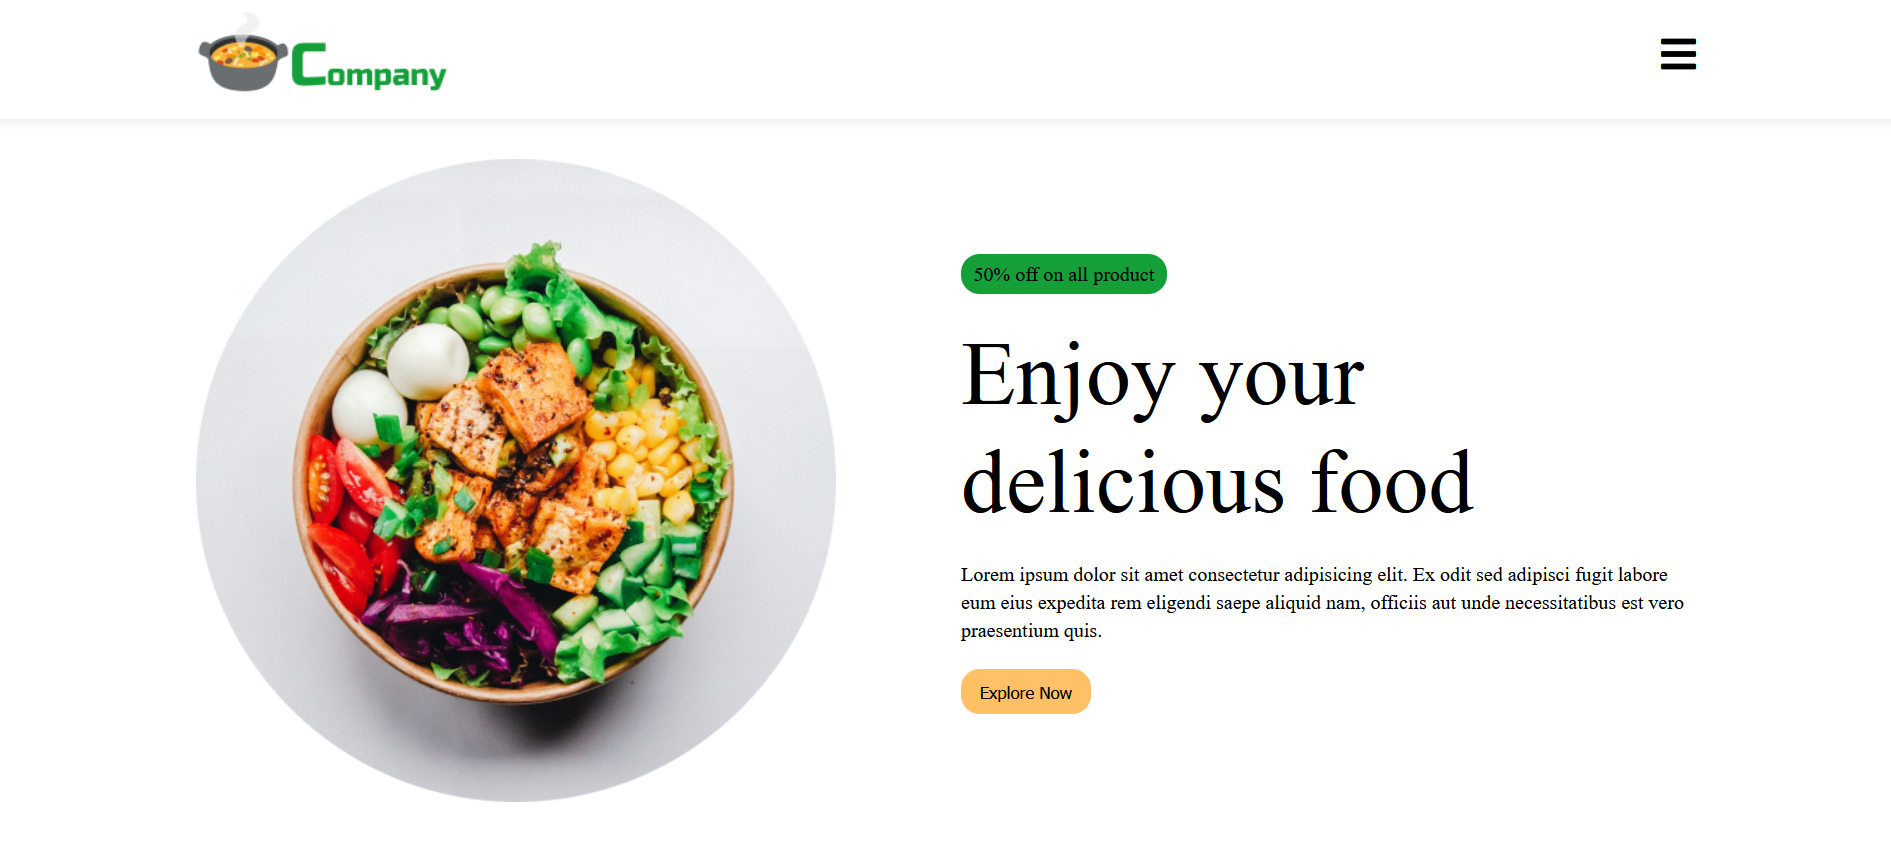 Company
50% off on all product
Enjoy your
delicious food
Lorem ipsum dolor sit amet consectetur adipisicing elit. Ex odit sed adipisci fugit labore
eum eius expedita rem eligendi saepe aliquid nam, officiis aut unde necessitatibus est vero
praesentium quis.
Explore Now